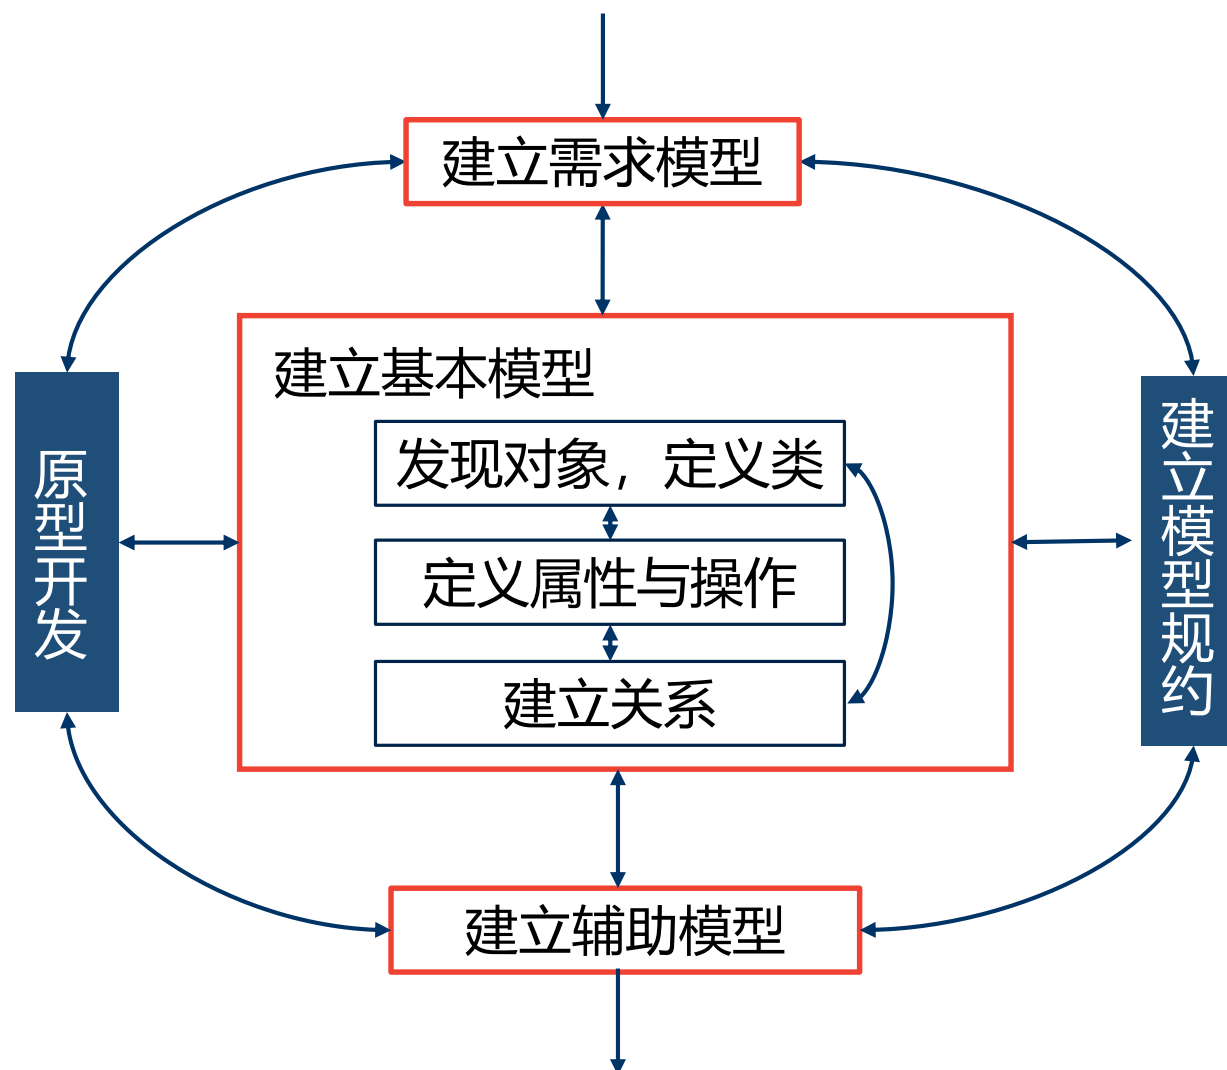 建立需求模型
建立基本模型
发现对象，定义类
定义属性与操作
建立关系
原型开发
建立模型规约
建立辅助模型